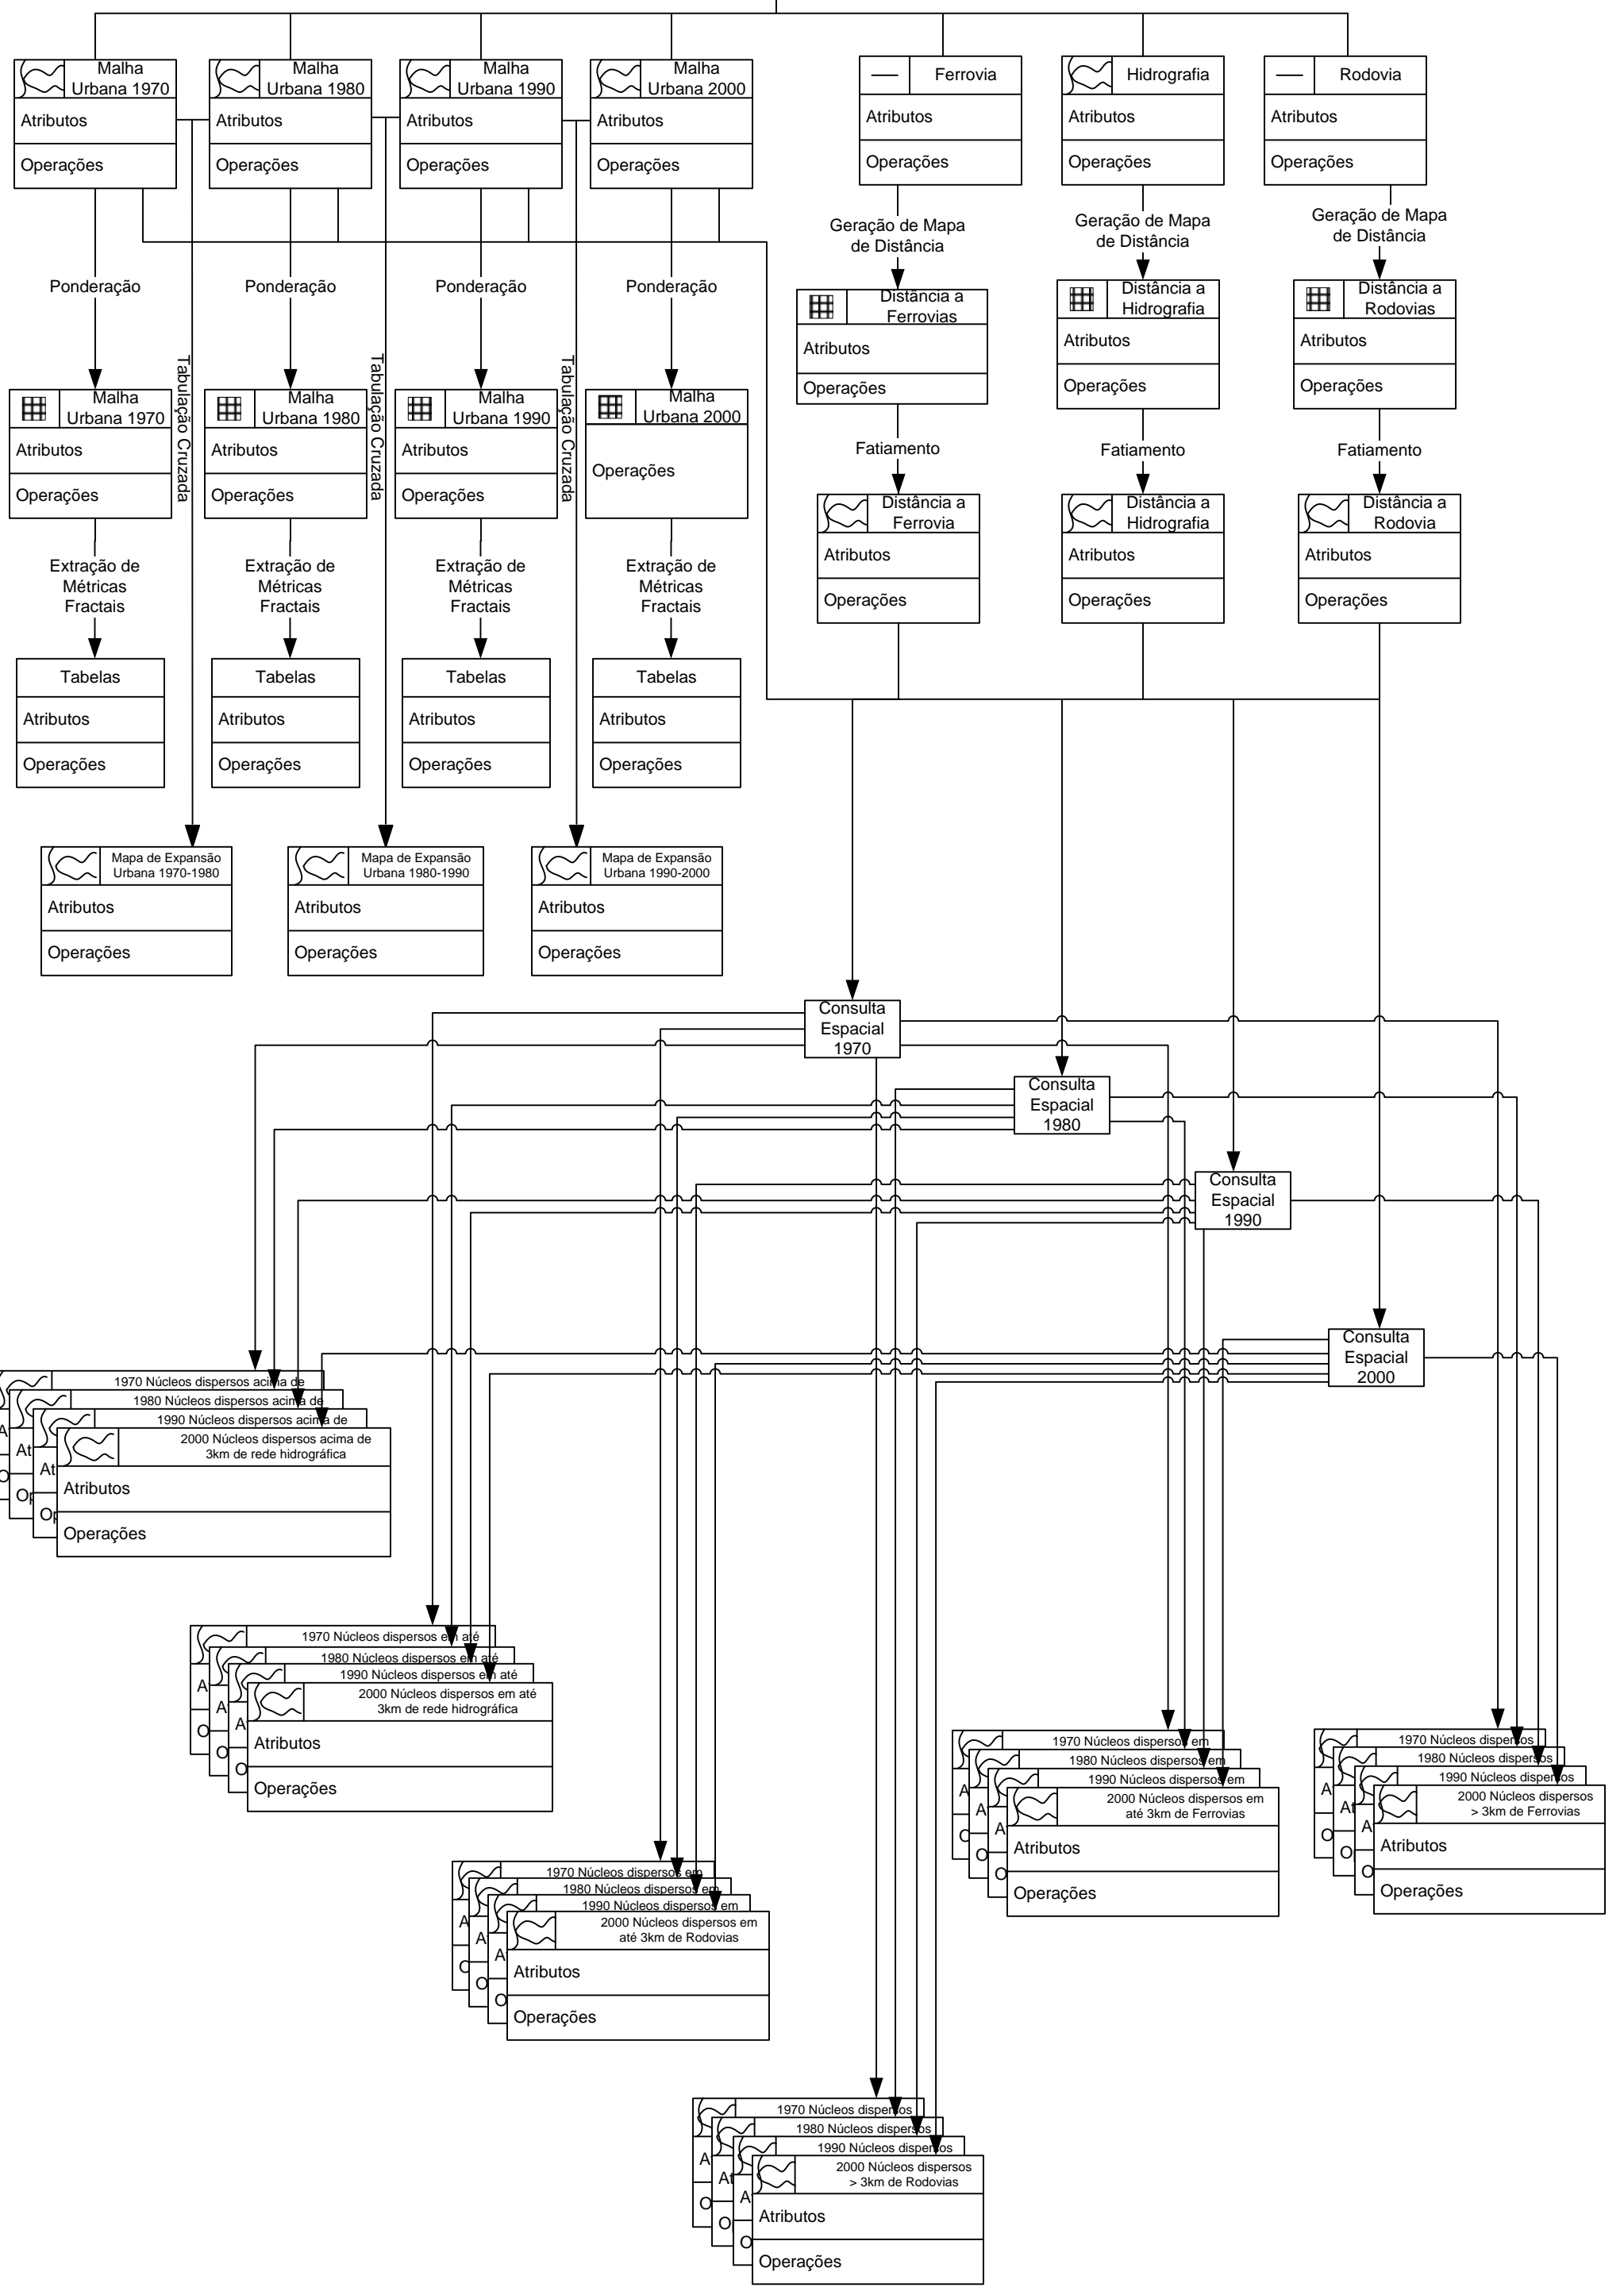 Malha
Urbana 1970
Atributos
Operações
Malha
Urbana 1980
Atributos
Operações
Malha
Urbana 1990
Atributos
Operações
Malha
Urbana 2000
Atributos
Operações
Ferrovia
Atributos
Operações
Hidrografia
Atributos
Operações
Rodovia
Atributos
Operações
Ponderação
Ponderação
Ponderação
Ponderação
Tabulação Cruzada
Tabulação Cruzada
Tabulação Cruzada
Geração de Mapa
de Distância
Geração de Mapa
de Distância
Geração de Mapa
de Distância
Distância a
Ferrovias
Atributos
Operações
Distância a
Hidrografia
Atributos
Operações
Distância a
Rodovias
Atributos
Operações
Malha
Urbana 1970
Atributos
Operações
Malha
Urbana 1980
Atributos
Operações
Malha
Urbana 1990
Atributos
Operações
Malha
Urbana 2000
Operações
Fatiamento
Fatiamento
Fatiamento
Distância a
Ferrovia
Atributos
Operações
Distância a
Hidrografia
Atributos
Operações
Distância a
Rodovia
Atributos
Operações
Extração de
Métricas
Fractais
Extração de
Métricas
Fractais
Extração de
Métricas
Fractais
Extração de
Métricas
Fractais
Tabelas
Atributos
Operações
Tabelas
Atributos
Operações
Tabelas
Atributos
Operações
Tabelas
Atributos
Operações
Mapa de Expansão
Urbana 1970-1980
Atributos
Operações
Mapa de Expansão
Urbana 1980-1990
Atributos
Operações
Mapa de Expansão
Urbana 1990-2000
Atributos
Operações
Consulta
Espacial
1970
Consulta
Espacial
1980
Consulta
Espacial
1990
Consulta
Espacial
2000
1970 Núcleos dispersos acima de
1980 Núcleos dispersos acima de
1990 Núcleos dispersos acima de
2000 Núcleos dispersos acima de
3km de rede hidrográfica
Atributos
Operações
1970 Núcleos dispersos em até
1980 Núcleos dispersos em até
1990 Núcleos dispersos em até
2000 Núcleos dispersos em até
3km de rede hidrográfica
Atributos
Operações
1970 Núcleos dispersos em
1980 Núcleos dispersos em
1990 Núcleos dispersos em
2000 Núcleos dispersos em
até 3km de Ferrovias
Atributos
Operações
1970 Núcleos dispersos
1980 Núcleos dispersos
1990 Núcleos dispersos
2000 Núcleos dispersos
> 3km de Ferrovias
Atributos
Operações
1970 Núcleos dispersos em
1980 Núcleos dispersos em
1990 Núcleos dispersos em
2000 Núcleos dispersos em
até 3km de Rodovias
Atributos
Operações
1970 Núcleos dispersos
1980 Núcleos dispersos
1990 Núcleos dispersos
2000 Núcleos dispersos
> 3km de Rodovias
Atributos
Operações